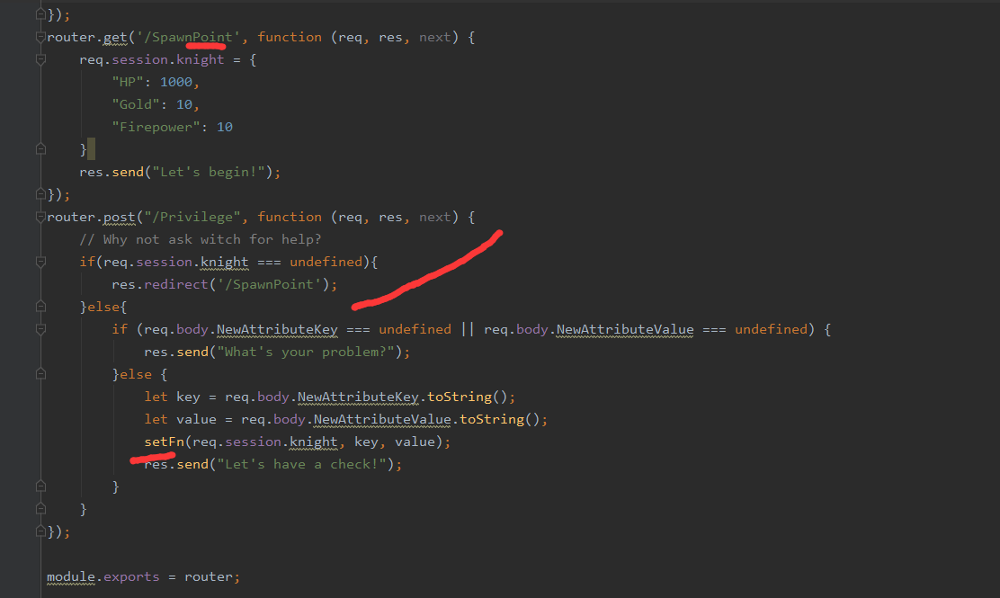 });
router.get('/SpawnPoint', function (req, res, next) {
    req.session.knight = {
        "HP": 1000,
        "Gold": 10,
        "Firepower": 10
    }
    res.send("Let's begin!");
});
router.post("/Privilege", function (req, res, next) {
    // Why not ask witch for help?
    if(req.session.knight === undefined){
        res.redirect('/SpawnPoint');
    }else{
        if (req.body.NewAttributeKey === undefined || req.body.NewAttributeValue === undefined) {
            res.send("What's your problem?");
        }else {
            let key = req.body.NewAttributeKey.toString();
            let value = req.body.NewAttributeValue.toString();
            setFn(req.session.knight, key, value);
            res.send("Let's have a check!");
        }
    }
});
module.exports = router;